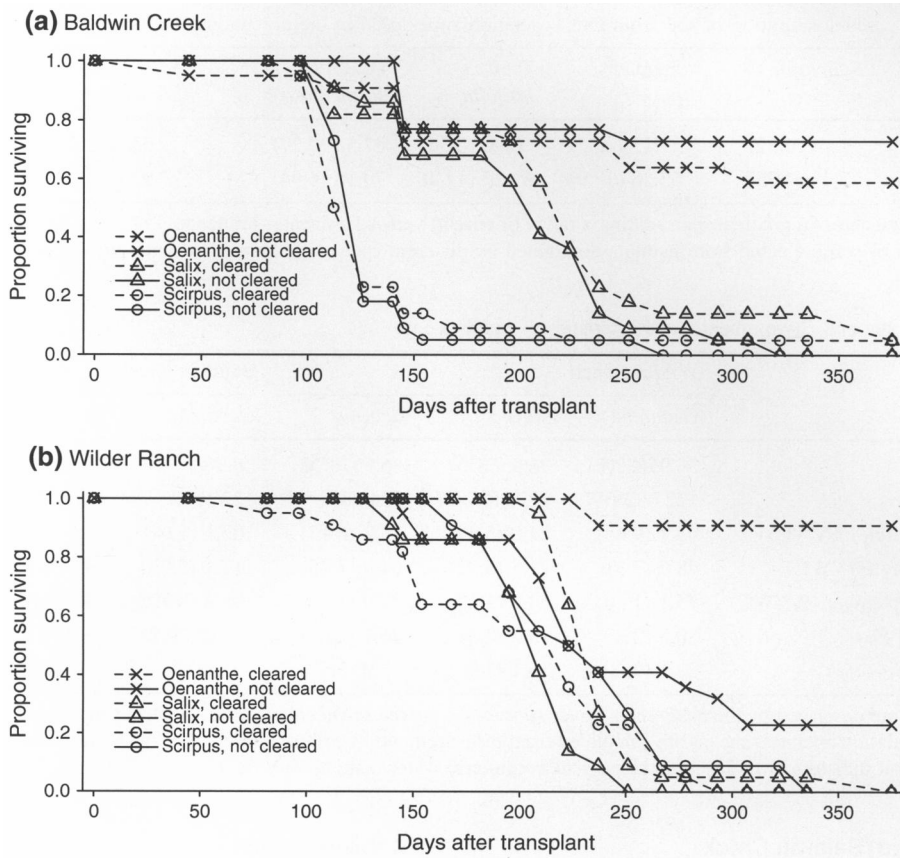 (a) Baldwin Creek
1.0
0.8
0.6
0.4
0.2
0.0
Proportion surviving
Oenanthe, cleared
Oenanthe, not cleared
Salix, cleared
Salix, not cleared
Scirpus, cleared
Scirpus, not cleared
0 50 100 150 200 250 300 350
Days after transplant
(b) Wilder Ranch
1.0
0.8
0.6
0.4
0.2
0.0
Proportion surviving
Oenanthe, cleared
Oenanthe, not cleared
Salix, cleared
Salix, not cleared
Scirpus, cleared
Scirpus, not cleared
0 50 100 150 200 250 300 350
Days after transplant